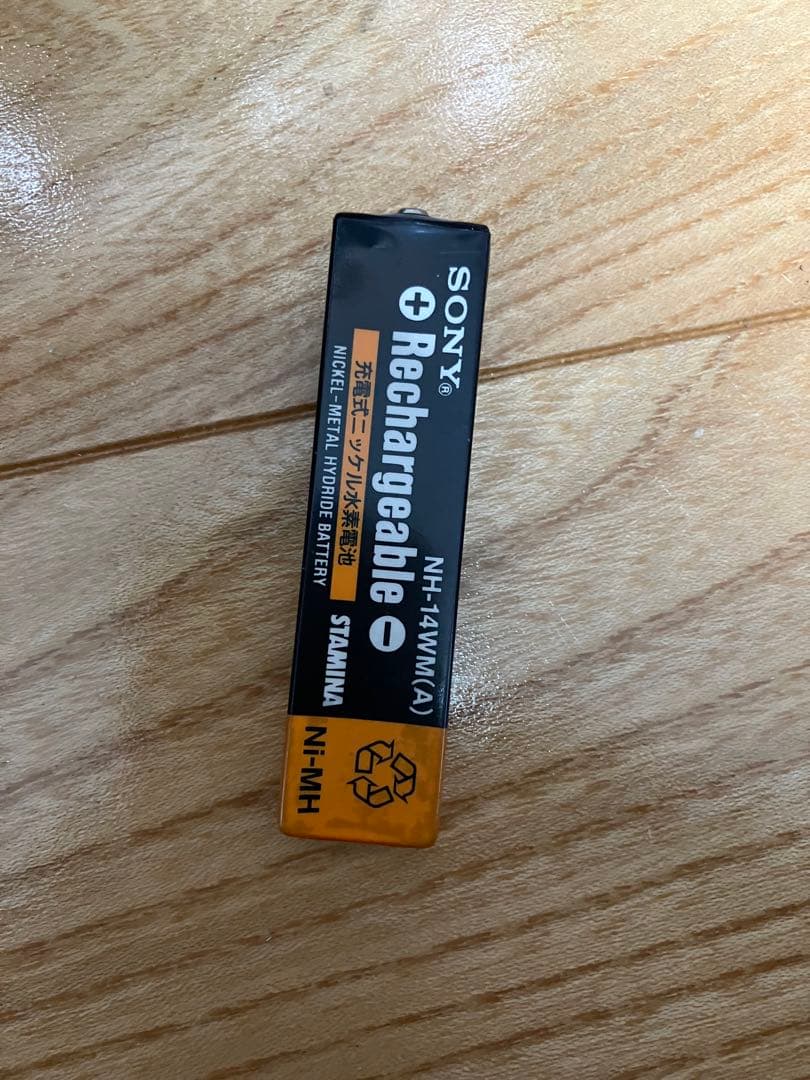 SONY®
⊕ Rechargeable ⊖
NH-14WM(A)
充電式ニッケル水素電池
NICKEL-METAL HYDRIDE BATTERY
STAMINA
Ni-MH